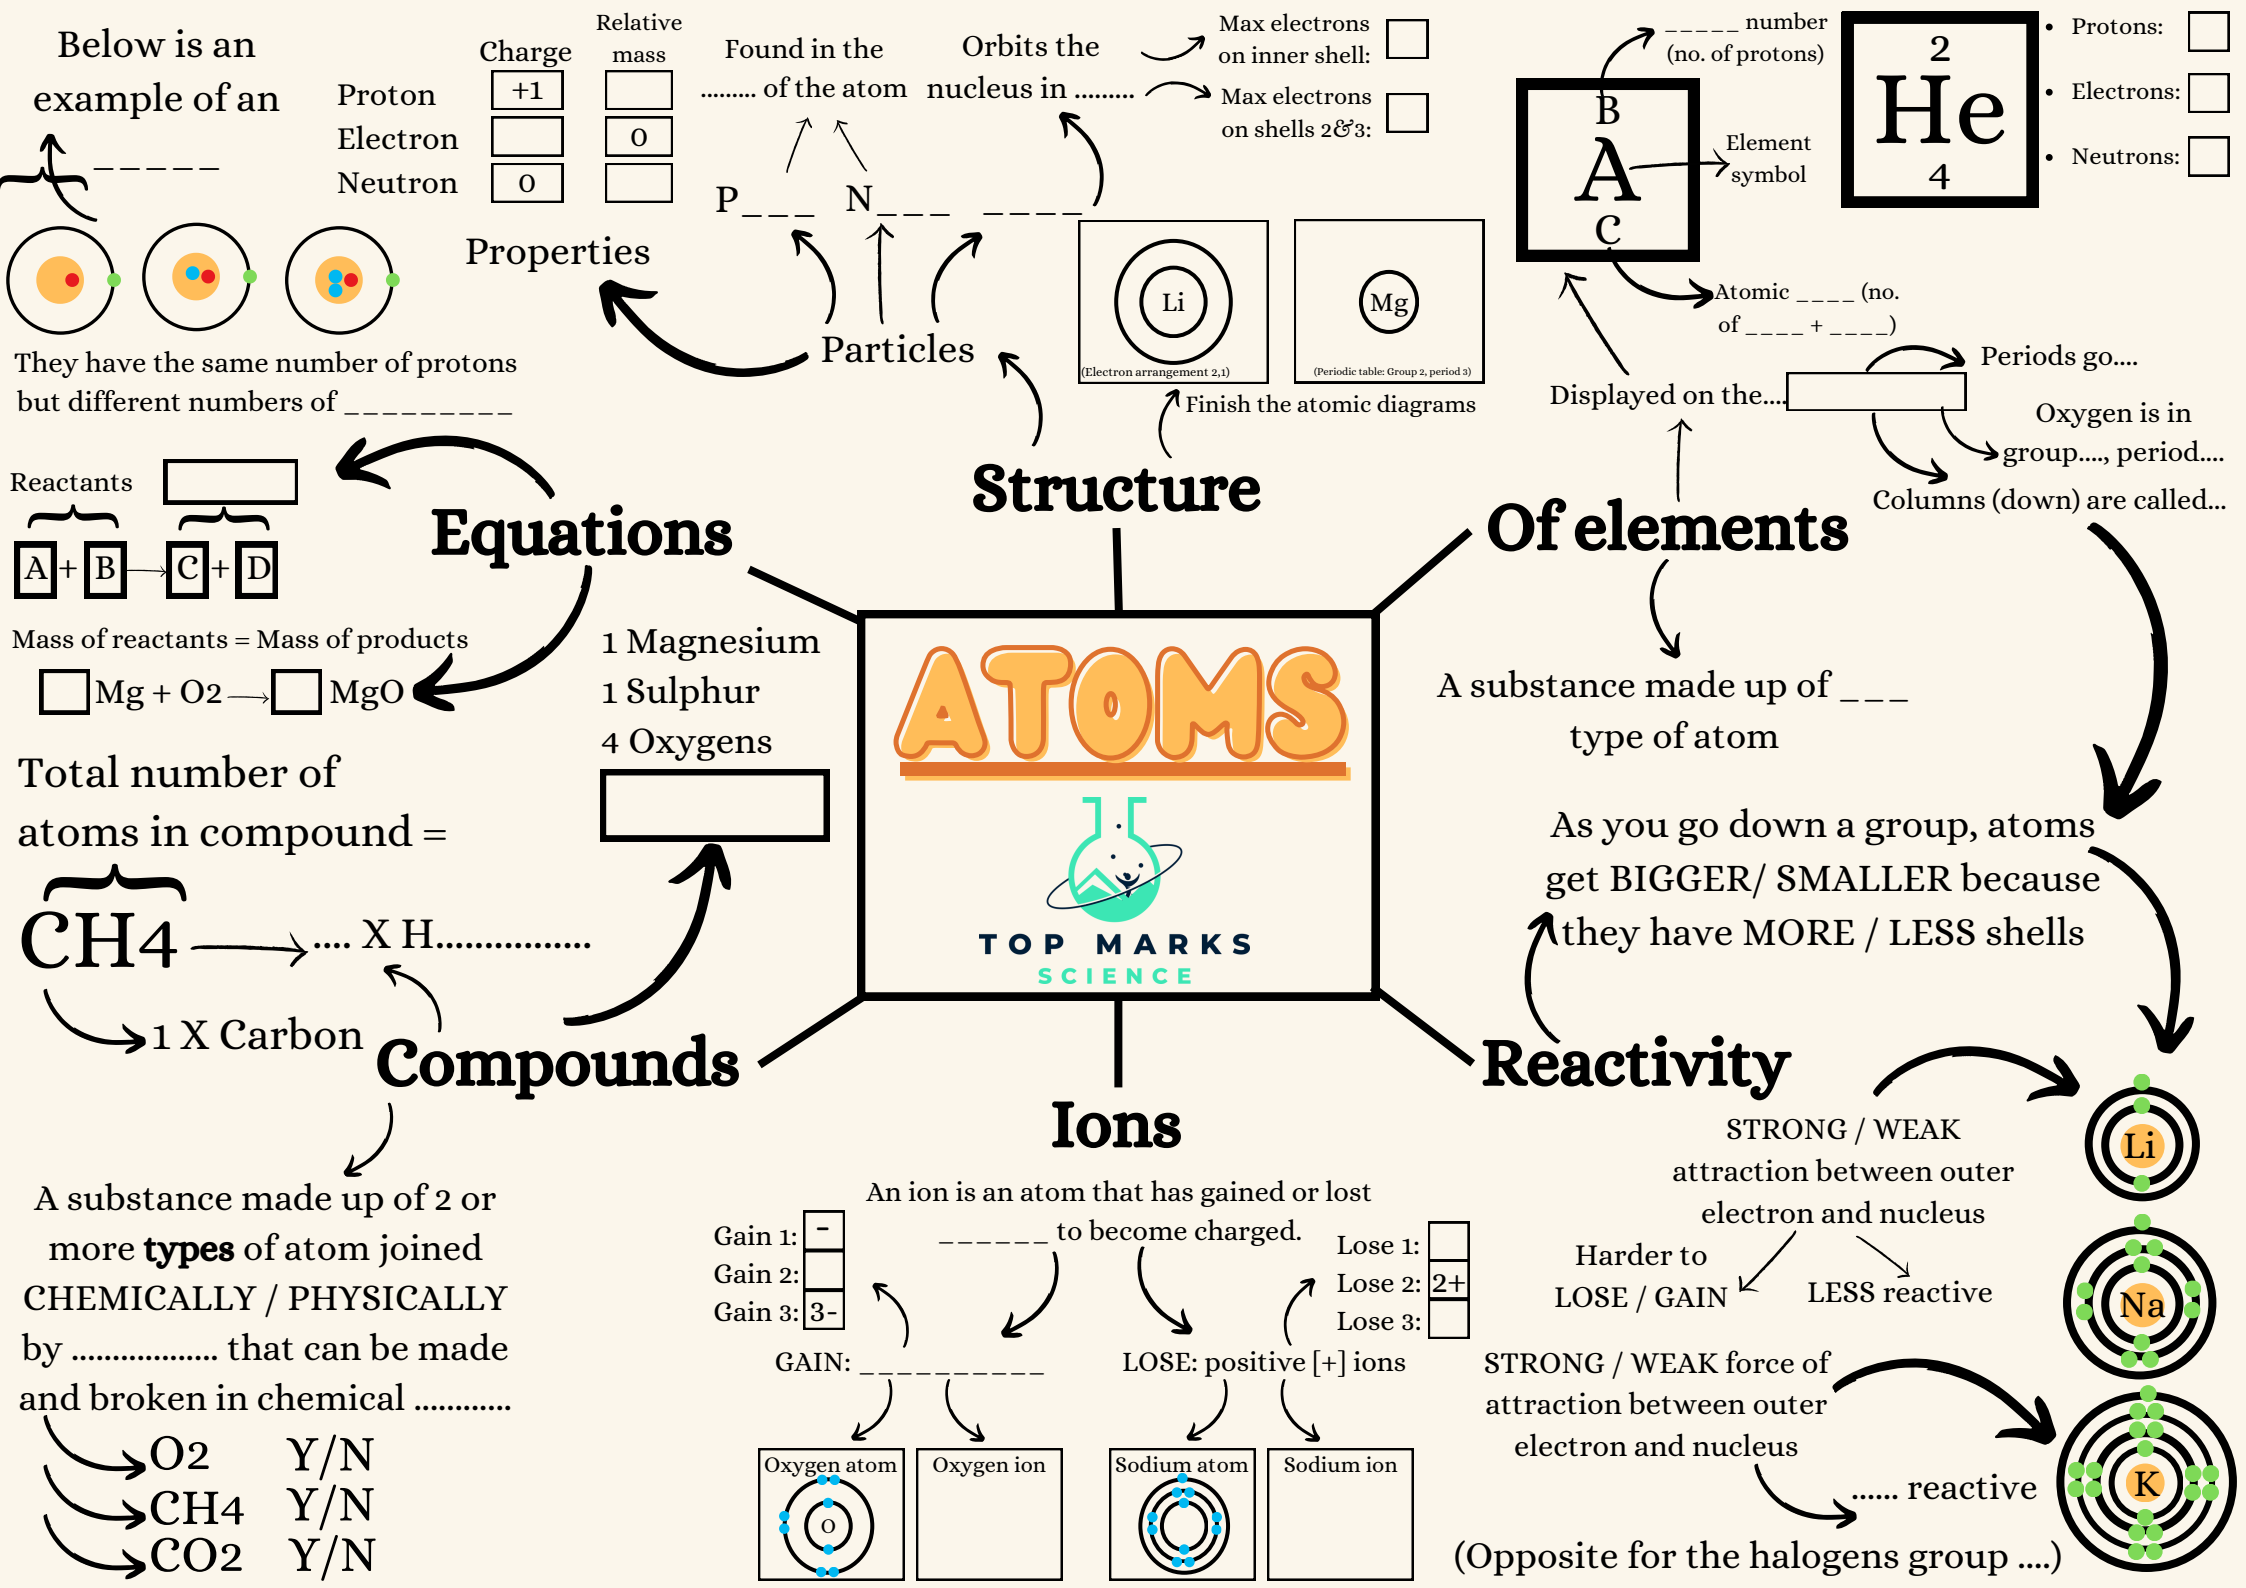 Below is an
example of an
_ _ _ _ _
They have the same number of protons
but different numbers of _ _ _ _ _ _ _ _ _
Charge
Relative
mass
Proton
+1
Electron
0
Neutron
0
Properties
Found in the
......... of the atom
Orbits the
nucleus in .........
Max electrons
on inner shell:
Max electrons
on shells 2&3:
P_ _ _
N_ _ _
_ _ _ _
Particles
Li
(Electron arrangement 2,1)
Mg
(Periodic table: Group 2, period 3)
Finish the atomic diagrams
Structure
B
A
C
_ _ _ _ _ number
(no. of protons)
Element
symbol
Atomic _ _ _ _ (no.
of _ _ _ _ + _ _ _ _)
2
He
4
• Protons:
• Electrons:
• Neutrons:
Displayed on the....
Periods go....
Oxygen is in
group...., period....
Columns (down) are called...
Of elements
A substance made up of _ _ _
type of atom
Equations
Reactants
A + B → C + D
Mass of reactants = Mass of products
Mg + O2 → MgO
1 Magnesium
1 Sulphur
4 Oxygens
Total number of
atoms in compound =
CH4
.... X H...............
1 X Carbon
Compounds
A substance made up of 2 or
more types of atom joined
CHEMICALLY / PHYSICALLY
by .................. that can be made
and broken in chemical ............
O2 Y/N
CH4 Y/N
CO2 Y/N
ATOMS
TOP MARKS
SCIENCE
Ions
An ion is an atom that has gained or lost
_ _ _ _ _ _ to become charged.
Gain 1: -
Gain 2:
Gain 3: 3-
Lose 1:
Lose 2: 2+
Lose 3:
GAIN: _ _ _ _ _ _ _ _ _ _
LOSE: positive [+] ions
Oxygen atom
O
Oxygen ion
Sodium atom
Sodium ion
As you go down a group, atoms
get BIGGER/ SMALLER because
they have MORE / LESS shells
Reactivity
STRONG / WEAK
attraction between outer
electron and nucleus
Harder to
LOSE / GAIN
LESS reactive
STRONG / WEAK force of
attraction between outer
electron and nucleus
...... reactive
(Opposite for the halogens group ....)
Li
Na
K